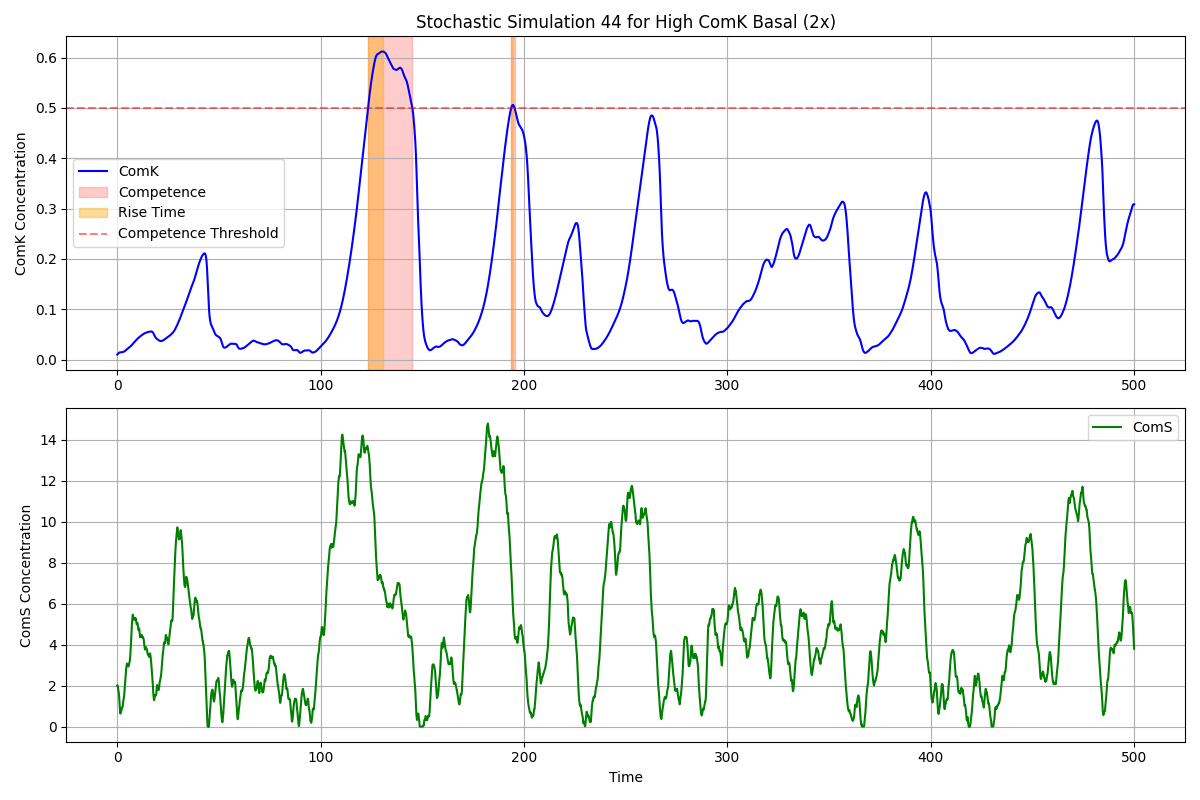 Stochastic Simulation 44 for High ComK Basal (2x)
ComK Concentration
0.6
0.5
0.4
0.3
0.2
0.1
0.0
ComK
Competence
Rise Time
Competence Threshold
0 100 200 300 400 500
ComS Concentration
14
12
10
8
6
4
2
0
ComS
0 100 200 300 400 500
Time